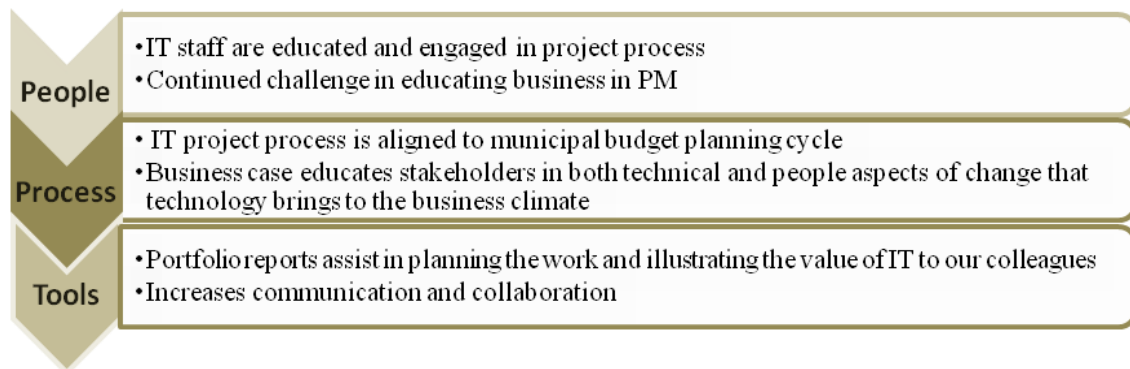 People
•IT staff are educated and engaged in project process
•Continued challenge in educating business in PM
Process
• IT project process is aligned to municipal budget planning cycle
•Business case educates stakeholders in both technical and people aspects of change that
technology brings to the business climate
Tools
•Portfolio reports assist in planning the work and illustrating the value of IT to our colleagues
•Increases communication and collaboration